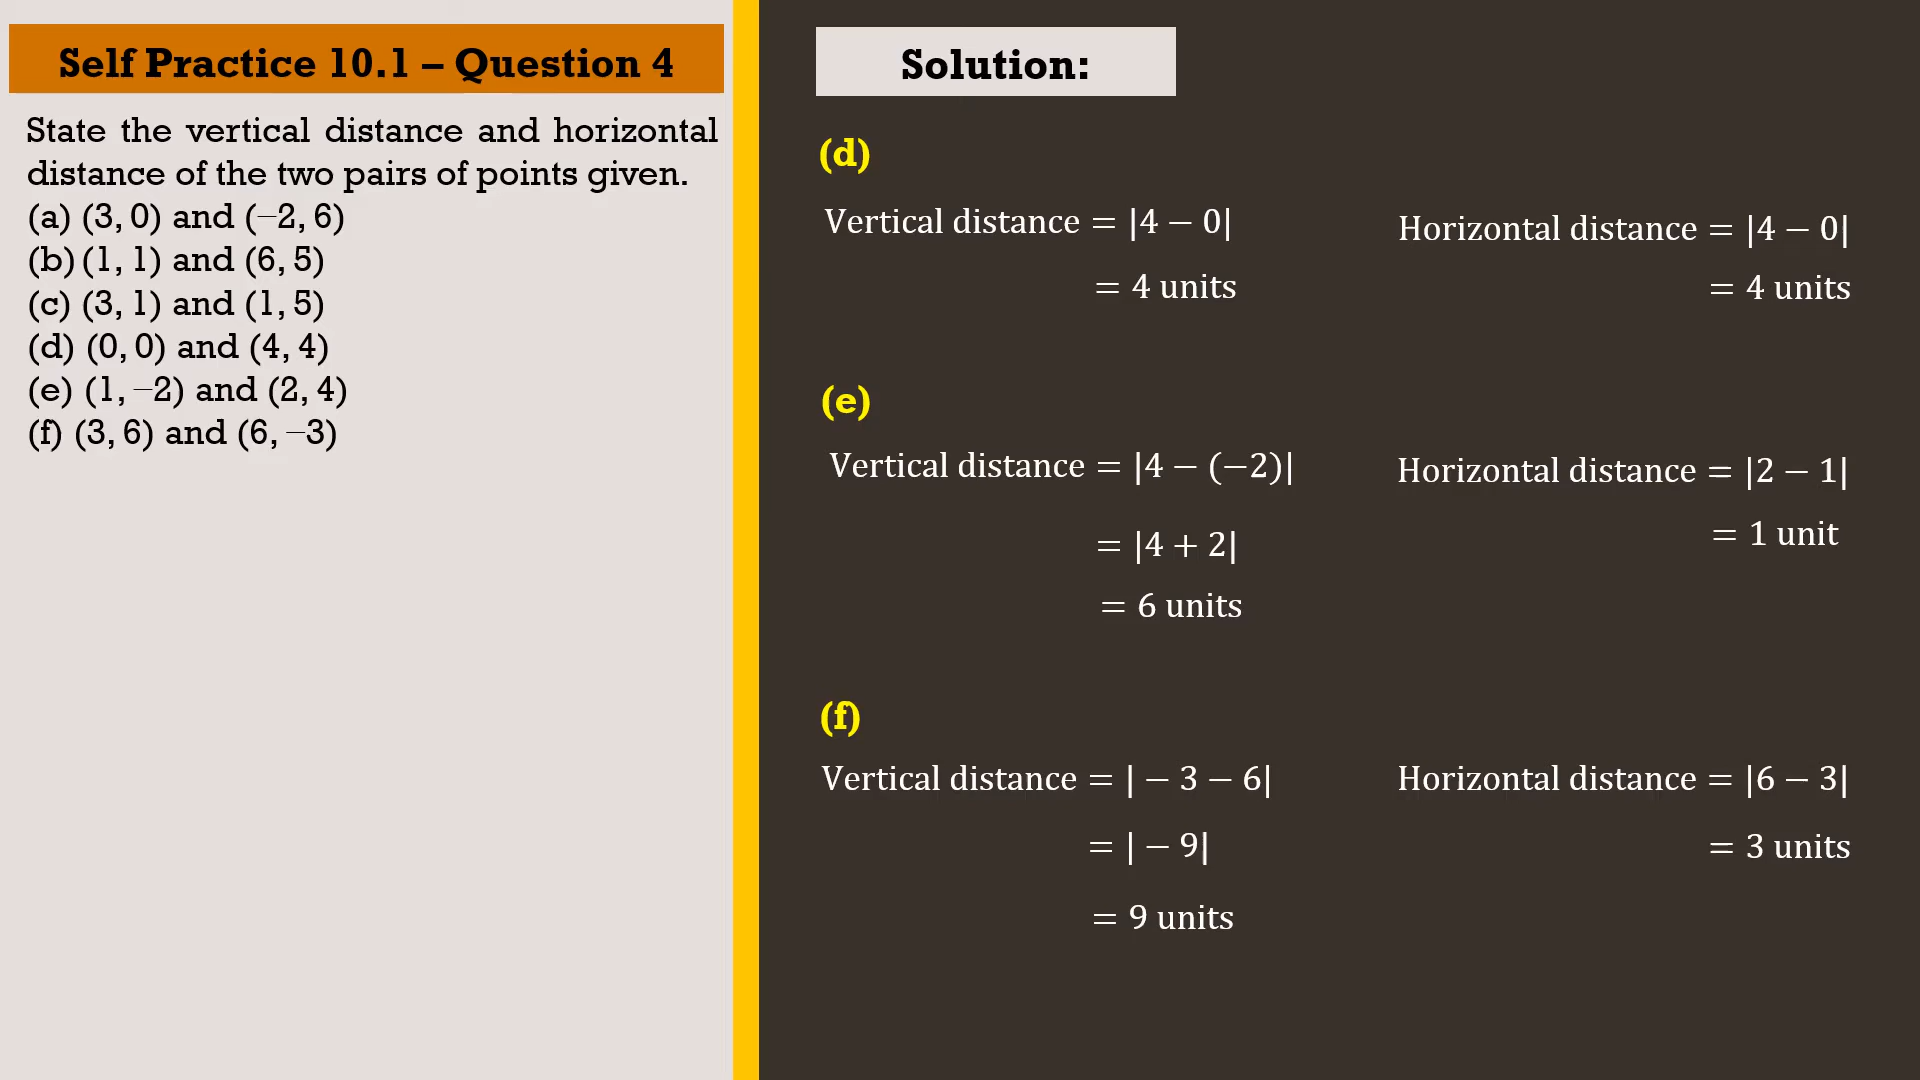 Self Practice 10.1 – Question 4
State the vertical distance and horizontal
distance of the two pairs of points given.
(a) (3, 0) and (−2, 6)
(b) (1, 1) and (6, 5)
(c) (3, 1) and (1, 5)
(d) (0, 0) and (4, 4)
(e) (1, −2) and (2, 4)
(f) (3, 6) and (6, −3)
Solution:
(d)
Vertical distance = |4 − 0|
= 4 units
Horizontal distance = |4 − 0|
= 4 units
(e)
Vertical distance = |4 − (−2)|
= |4 + 2|
= 6 units
Horizontal distance = |2 − 1|
= 1 unit
(f)
Vertical distance = | − 3 − 6|
= | − 9|
= 9 units
Horizontal distance = |6 − 3|
= 3 units